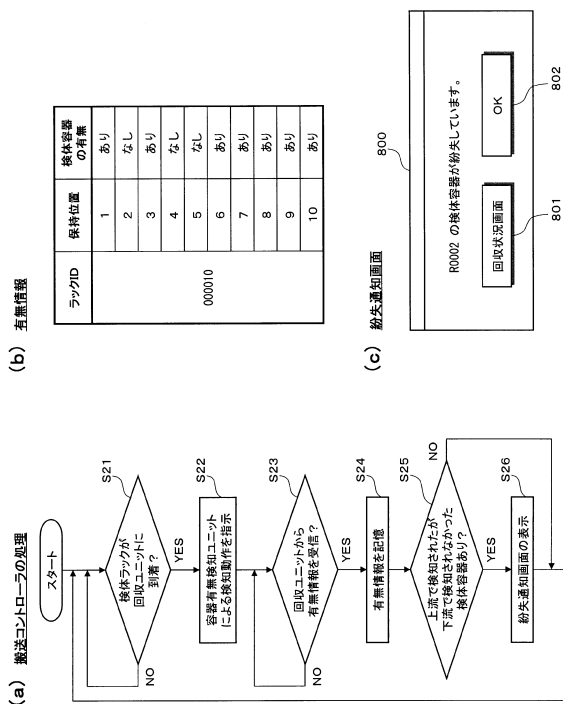 (a) 搬送コントローラの処理
スタート
S21
検体ラックが
回収ユニットに
到着？
NO
YES
S22
容器有無検知ユニット
による検知動作を指示
S23
回収ユニットから
有無情報を受信？
NO
YES
S24
有無情報を記憶
S25
上流で検知されたが
下流で検知されなかった
検体容器あり？
NO
YES
S26
紛失通知画面の表示
(b) 有無情報
ラックID 保持位置 検体容器
の有無
000010
1 あり
2 なし
3 あり
4 なし
5 なし
6 あり
7 あり
8 あり
9 あり
10 あり
(c) 紛失通知画面
800
R0002 の検体容器が紛失しています。
回収状況画面 OK
801 802